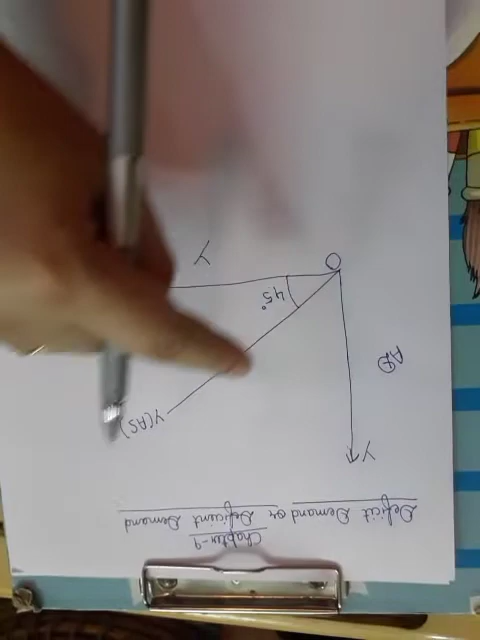 Chapter-9
Deficit Demand or Deficient Demand
Y
AD
Y(AS)
45°
O
Y